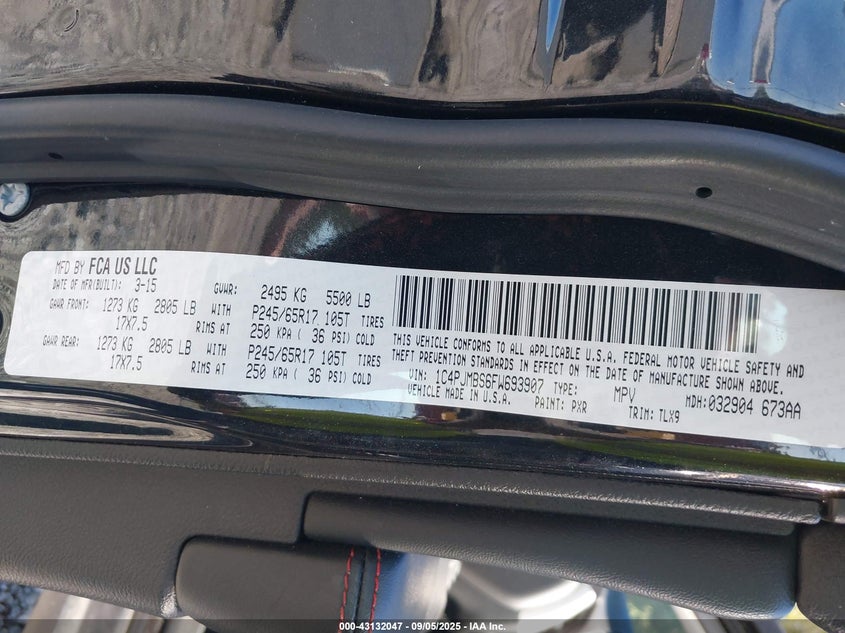 MFD BY FCA US LLC
DATE OF MFR(BUILT): 3-15 GVWR: 2495 KG 5500 LB
GAWR FRONT: 1273 KG 2805 LB WITH P245/65R17 105T TIRES
17X7.5 RIMS AT 250 KPA ( 36 PSI) COLD
GAWR REAR: 1273 KG 2805 LB WITH P245/65R17 105T TIRES
17X7.5 RIMS AT 250 KPA ( 36 PSI) COLD
THIS VEHICLE CONFORMS TO ALL APPLICABLE U.S.A. FEDERAL MOTOR VEHICLE SAFETY AND
THEFT PREVENTION STANDARDS IN EFFECT ON THE DATE OF MANUFACTURE SHOWN ABOVE.
VIN: 1C4PJMBS6FW693907 TYPE: MPV MDH:032904 673AA
VEHICLE MADE IN U.S.A. PAINT: PXR TRIM: TLX9
000-43132047 - 09/05/2025 - IAA Inc.